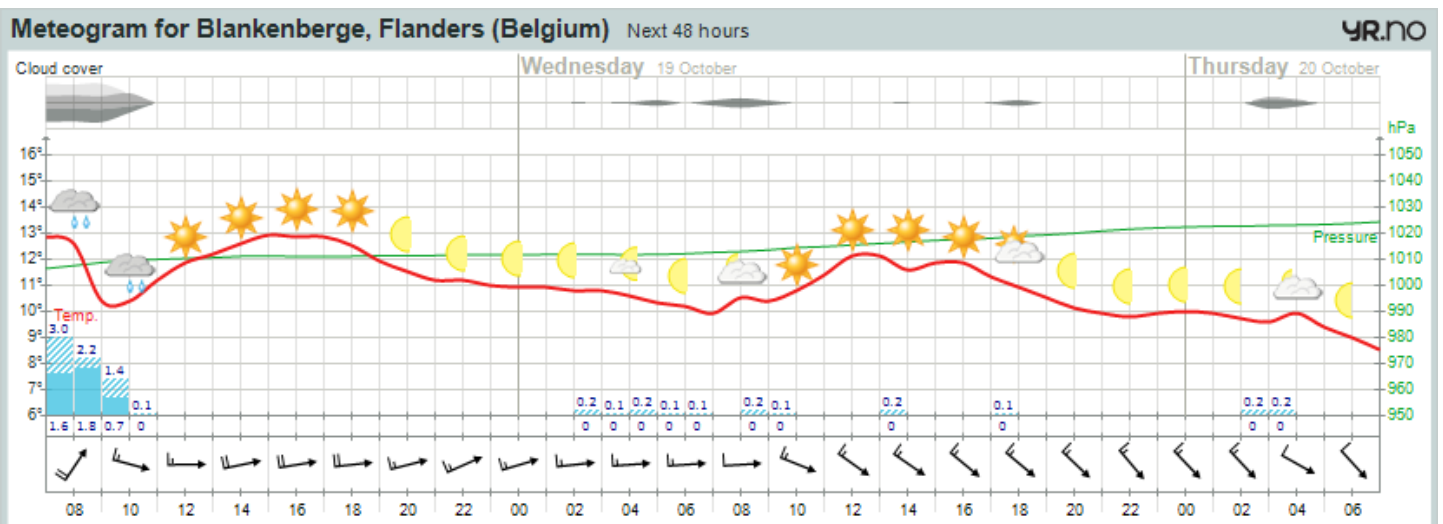 Meteogram for Blankenberge, Flanders (Belgium) Next 48 hours YR.no
Cloud cover Wednesday 19 October Thursday 20 October
hPa
16° 1050
15° 1040
14° 1030
13° 1020
Pressure
12° 1010
11° 1000
10° 990
Temp.
9° 3.0 980
8° 2.2 970
7° 1.4 960
0.1 0.2 0.1 0.2 0.1 0.1 0.2 0.1 0.2 0.1 0.2 0.2
6° 950
1.6 1.8 0.7 0 0 0 0 0 0 0 0 0 0 0 0
08 10 12 14 16 18 20 22 00 02 04 06 08 10 12 14 16 18 20 22 00 02 04 06